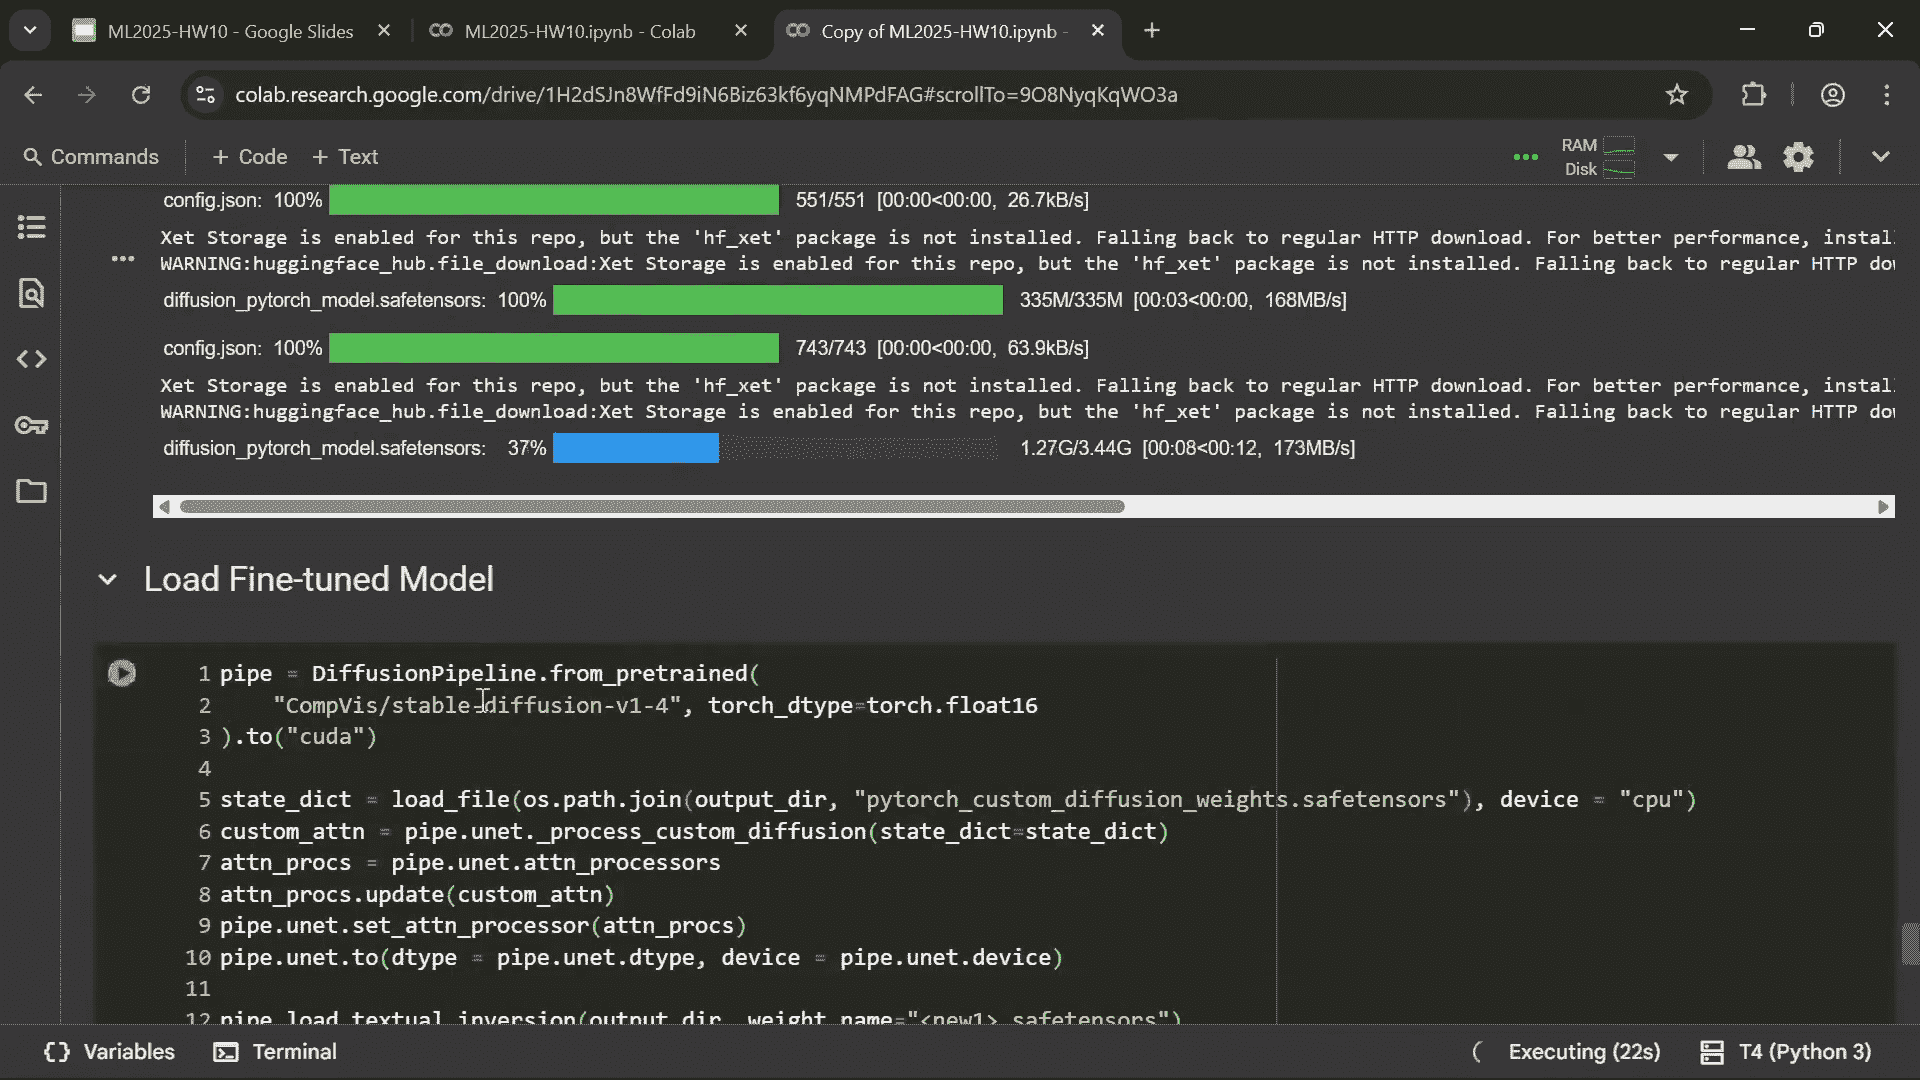 ML2025-HW10 - Google Slides
ML2025-HW10.ipynb - Colab
Copy of ML2025-HW10.ipynb -
colab.research.google.com/drive/1H2dSJn8WfFd9iN6Biz63kf6yqNMPdFAG#scrollTo=9O8NyqKqWO3a
Commands + Code + Text
RAM
Disk
config.json: 100% 551/551 [00:00<00:00, 26.7kB/s]
Xet Storage is enabled for this repo, but the 'hf_xet' package is not installed. Falling back to regular HTTP download. For better performance, instal
WARNING:huggingface_hub.file_download:Xet Storage is enabled for this repo, but the 'hf_xet' package is not installed. Falling back to regular HTTP dow
diffusion_pytorch_model.safetensors: 100% 335M/335M [00:03<00:00, 168MB/s]
config.json: 100% 743/743 [00:00<00:00, 63.9kB/s]
Xet Storage is enabled for this repo, but the 'hf_xet' package is not installed. Falling back to regular HTTP download. For better performance, instal
WARNING:huggingface_hub.file_download:Xet Storage is enabled for this repo, but the 'hf_xet' package is not installed. Falling back to regular HTTP dow
diffusion_pytorch_model.safetensors: 37% 1.27G/3.44G [00:08<00:12, 173MB/s]
Load Fine-tuned Model
1 pipe = DiffusionPipeline.from_pretrained(
2     "CompVis/stable-diffusion-v1-4", torch_dtype=torch.float16
3 ).to("cuda")
4
5 state_dict = load_file(os.path.join(output_dir, "pytorch_custom_diffusion_weights.safetensors"), device = "cpu")
6 custom_attn = pipe.unet._process_custom_diffusion(state_dict=state_dict)
7 attn_procs = pipe.unet.attn_processors
8 attn_procs.update(custom_attn)
9 pipe.unet.set_attn_processor(attn_procs)
10 pipe.unet.to(dtype = pipe.unet.dtype, device = pipe.unet.device)
11
12 pipe.load_textual_inversion(output_dir, weight_name="<new1>.safetensors")
{} Variables Terminal Executing (22s) T4 (Python 3)